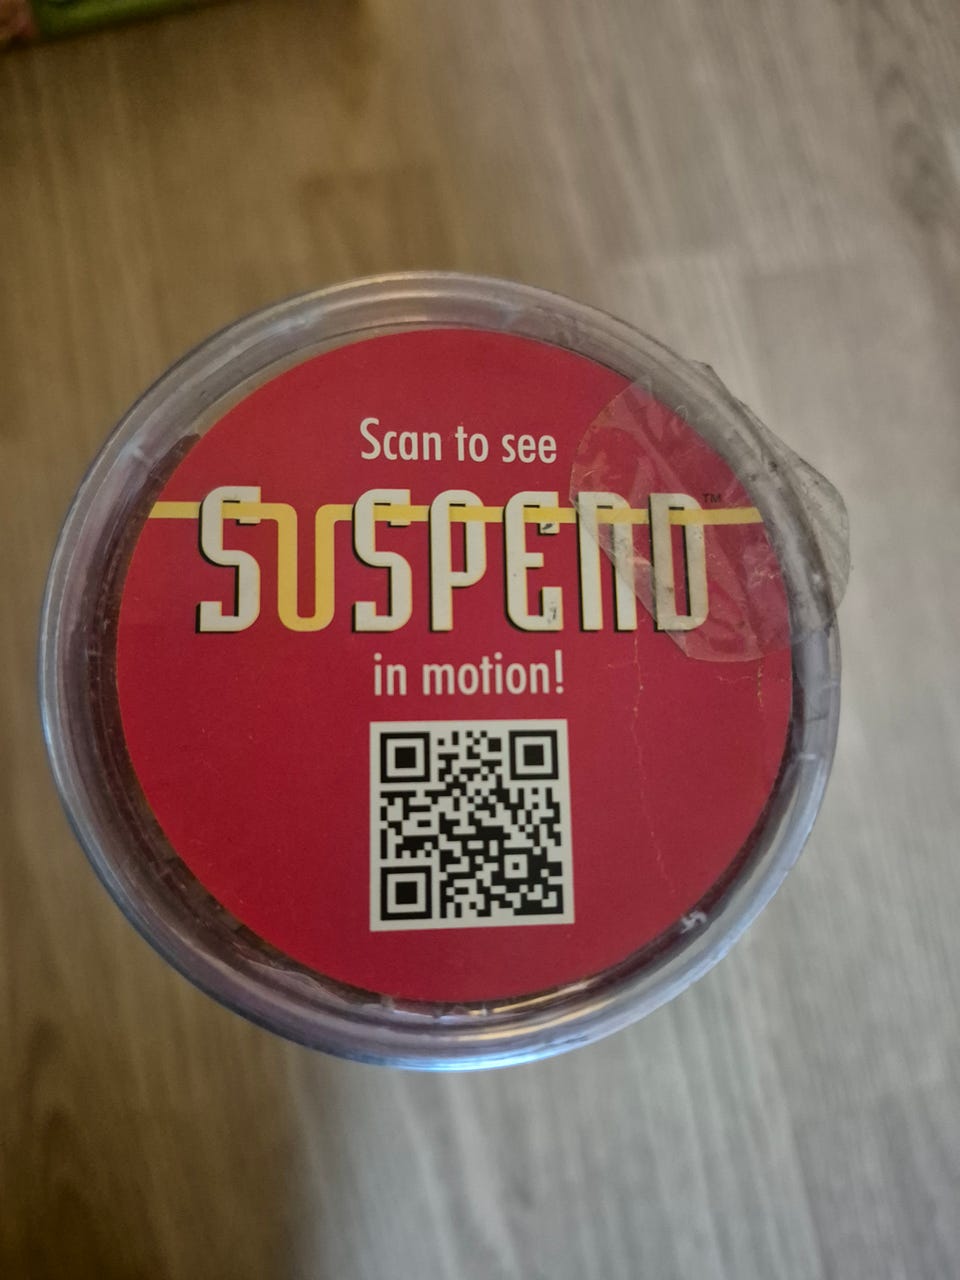 Scan to see
SUSPEND™
in motion!